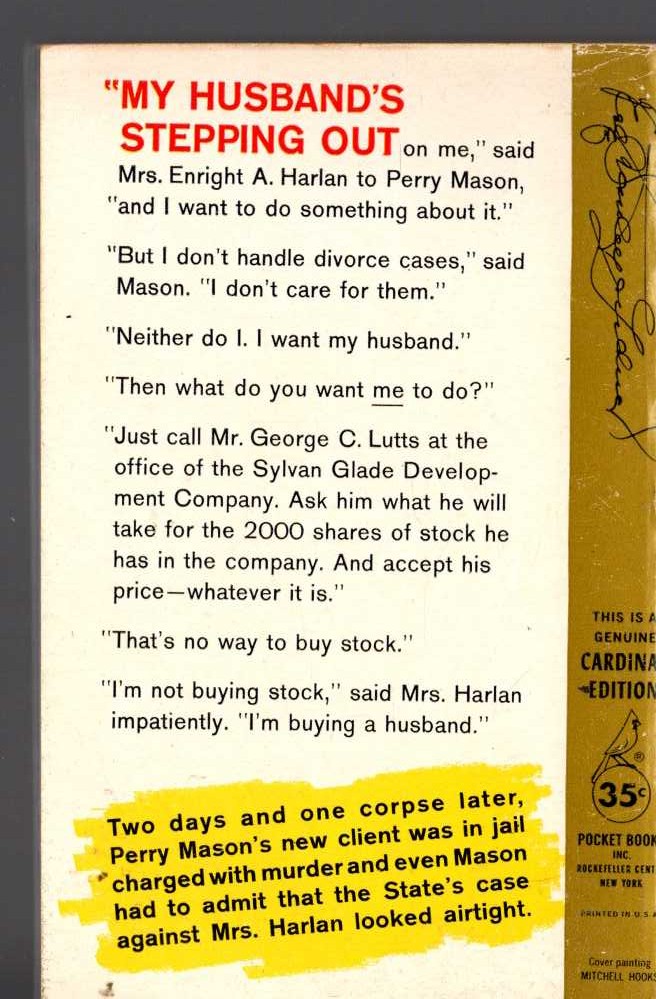 "MY HUSBAND'S
STEPPING OUT on me," said
Mrs. Enright A. Harlan to Perry Mason,
"and I want to do something about it."
"But I don't handle divorce cases," said
Mason. "I don't care for them."
"Neither do I. I want my husband."
"Then what do you want me to do?"
"Just call Mr. George C. Lutts at the
office of the Sylvan Glade Develop-
ment Company. Ask him what he will
take for the 2000 shares of stock he
has in the company. And accept his
price—whatever it is."
"That's no way to buy stock."
"I'm not buying stock," said Mrs. Harlan
impatiently. "I'm buying a husband."
Two days and one corpse later,
Perry Mason's new client was in jail
charged with murder and even Mason
had to admit that the State's case
against Mrs. Harlan looked airtight.
THIS IS A
GENUINE
CARDINA
EDITION
®
35¢
POCKET BOOK
INC.
ROCKEFELLER CENT
NEW YORK
PRINTED IN U.S.A
Cover painting
MITCHELL HOOKS